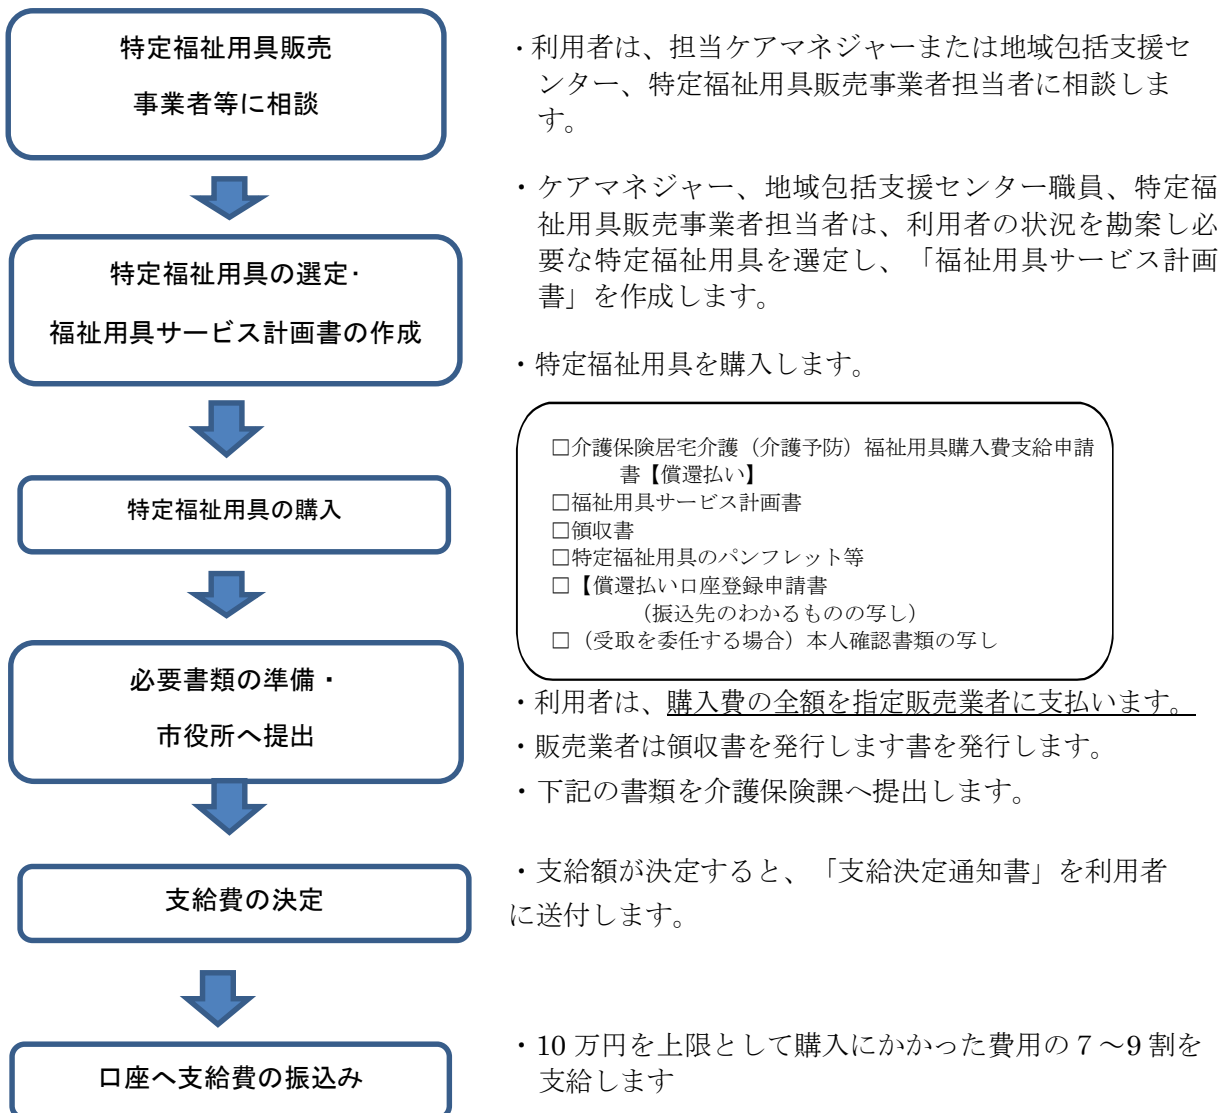 特定福祉用具販売
事業者等に相談
・利用者は、担当ケアマネジャーまたは地域包括支援セ
ンター、特定福祉用具販売事業者担当者に相談しま
す。
特定福祉用具の選定・
福祉用具サービス計画書の作成
・ケアマネジャー、地域包括支援センター職員、特定福
祉用具販売事業者担当者は、利用者の状況を勘案し必
要な特定福祉用具を選定し、「福祉用具サービス計画
書」を作成します。
特定福祉用具の購入
・特定福祉用具を購入します。
□介護保険居宅介護（介護予防）福祉用具購入費支給申請
書【償還払い】
□福祉用具サービス計画書
□領収書
□特定福祉用具のパンフレット等
□【償還払い口座登録申請書
（振込先のわかるものの写し）
□（受取を委任する場合）本人確認書類の写し
必要書類の準備・
市役所へ提出
・利用者は、購入費の全額を指定販売業者に支払います。
・販売業者は領収書を発行します書を発行します。
・下記の書類を介護保険課へ提出します。
支給費の決定
・支給額が決定すると、「支給決定通知書」を利用者
に送付します。
口座へ支給費の振込み
・10 万円を上限として購入にかかった費用の７～9 割を
支給します